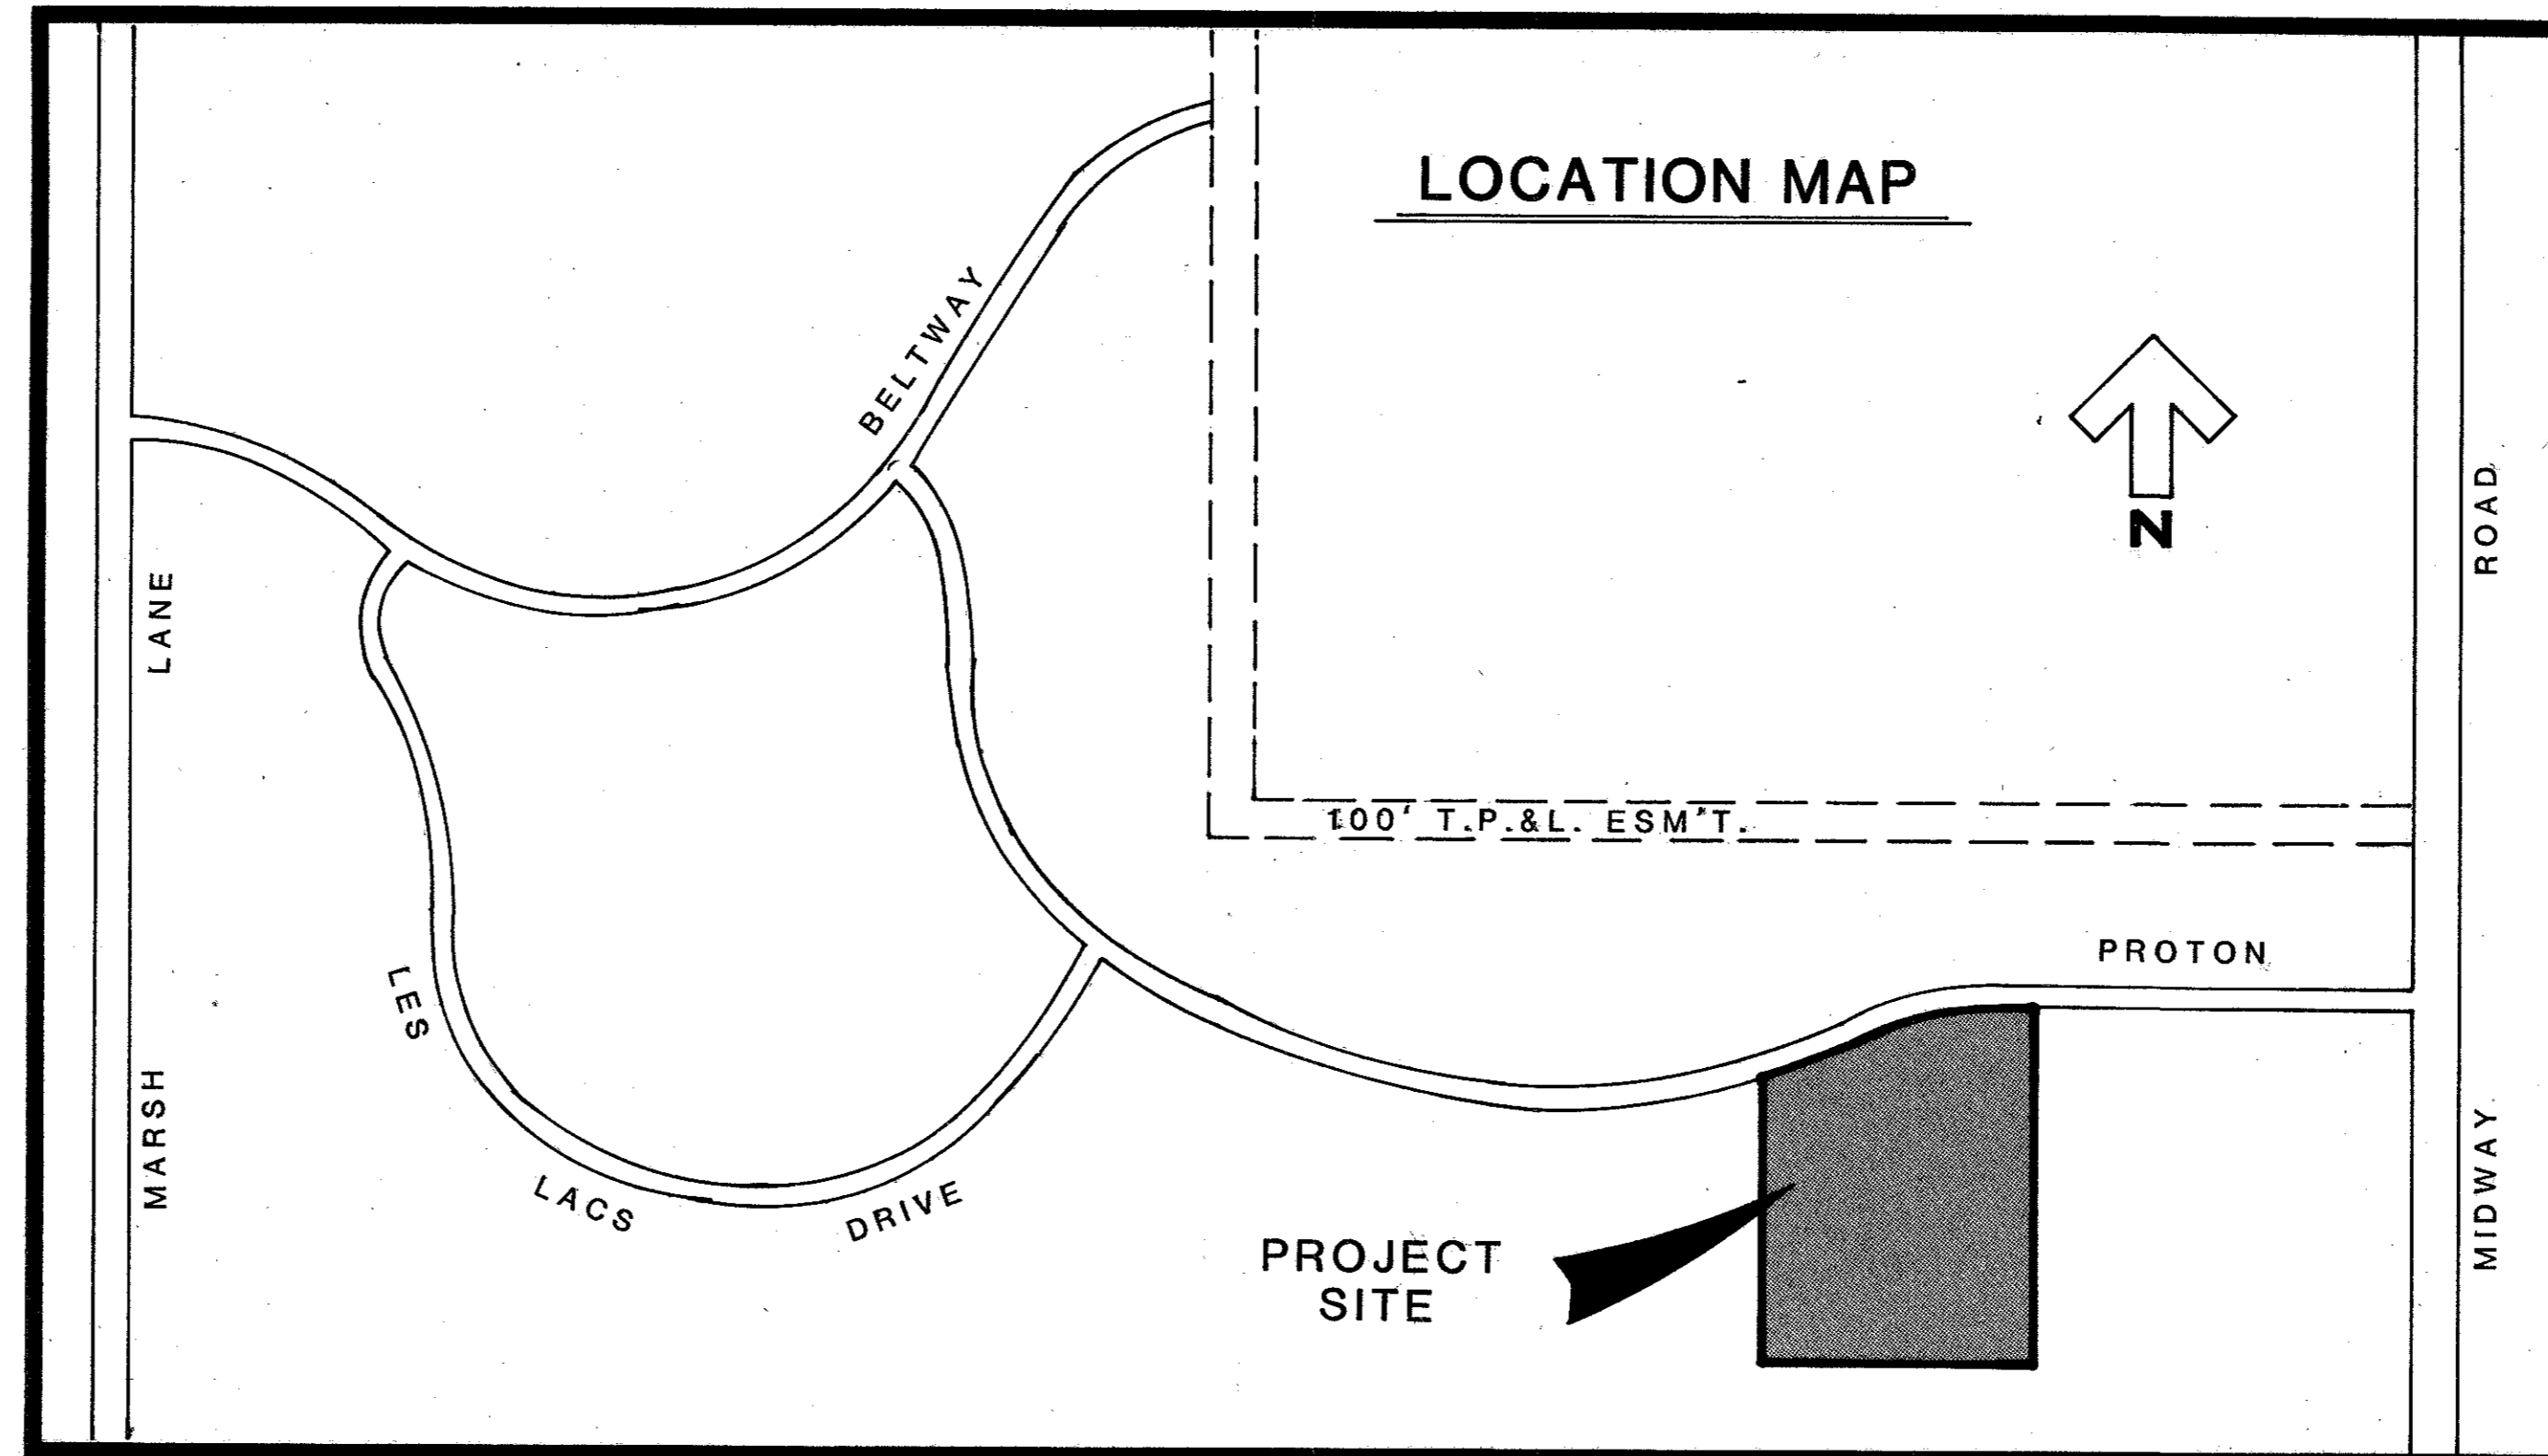 LOCATION MAP
BELTWAY
N
ROAD
LANE
100' T.P.&L. ESM'T.
PROTON
LES
MARSH
MIDWAY
LACS
DRIVE
PROJECT
SITE